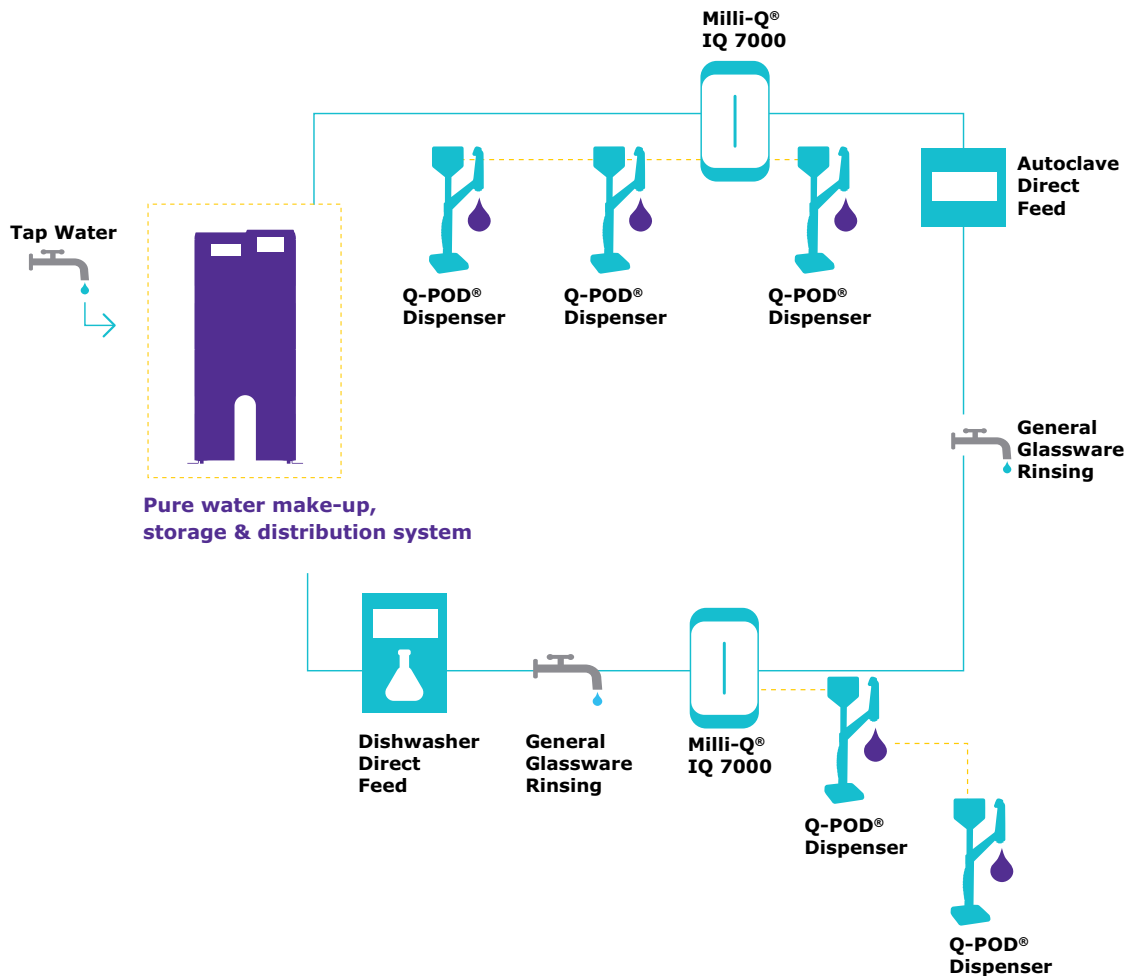 Milli-Q®
IQ 7000
Autoclave
Direct
Feed
Tap Water
Q-POD®
Dispenser
Q-POD®
Dispenser
Q-POD®
Dispenser
General
Glassware
Rinsing
Pure water make-up,
storage & distribution system
Dishwasher
Direct
Feed
General
Glassware
Rinsing
Milli-Q®
IQ 7000
Q-POD®
Dispenser
Q-POD®
Dispenser